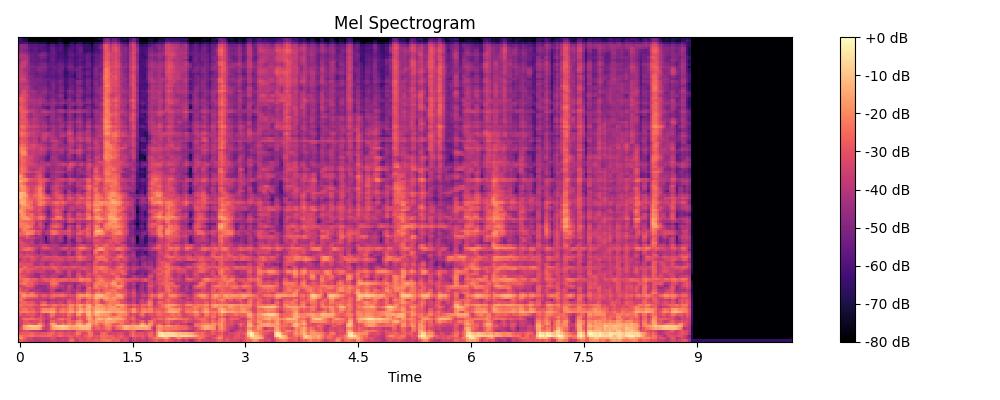 Mel Spectrogram
+0 dB
-10 dB
-20 dB
-30 dB
-40 dB
-50 dB
-60 dB
-70 dB
-80 dB
0 1.5 3 4.5 6 7.5 9
Time